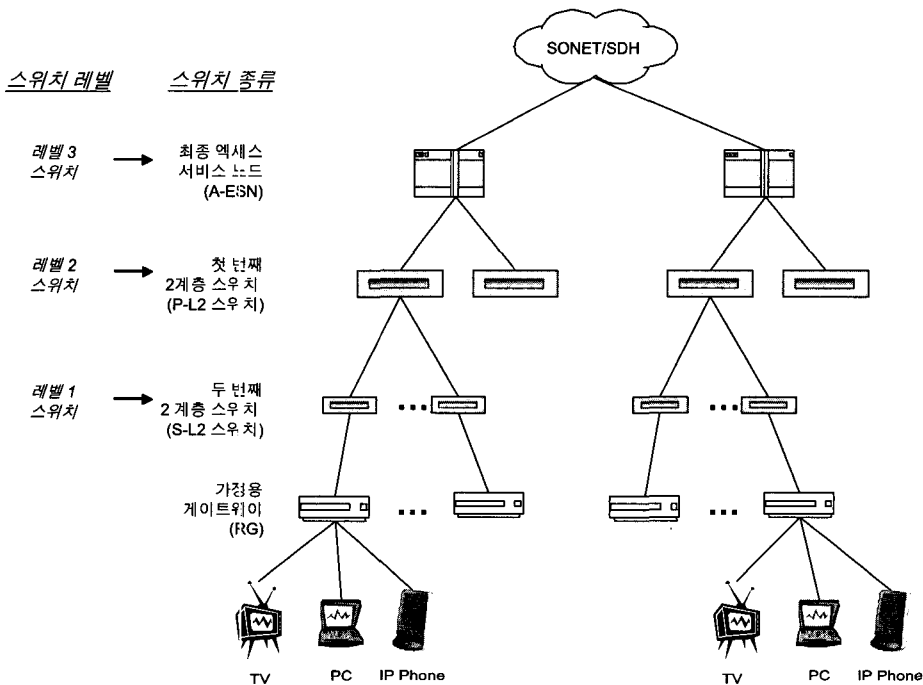 SONET/SDH
스위치 레벨
스위치 종류
레벨 3
스위치
최종 엑세스
서비스 노드
(A-ESN)
레벨 2
스위치
첫 번째
2계층 스위치
(P-L2 스위치)
레벨 1
스위치
두 번째
2 계층 스위치
(S-L2 스위치)
가정용
게이트웨이
(RG)
TV
PC
IP Phone
TV
PC
IP Phone